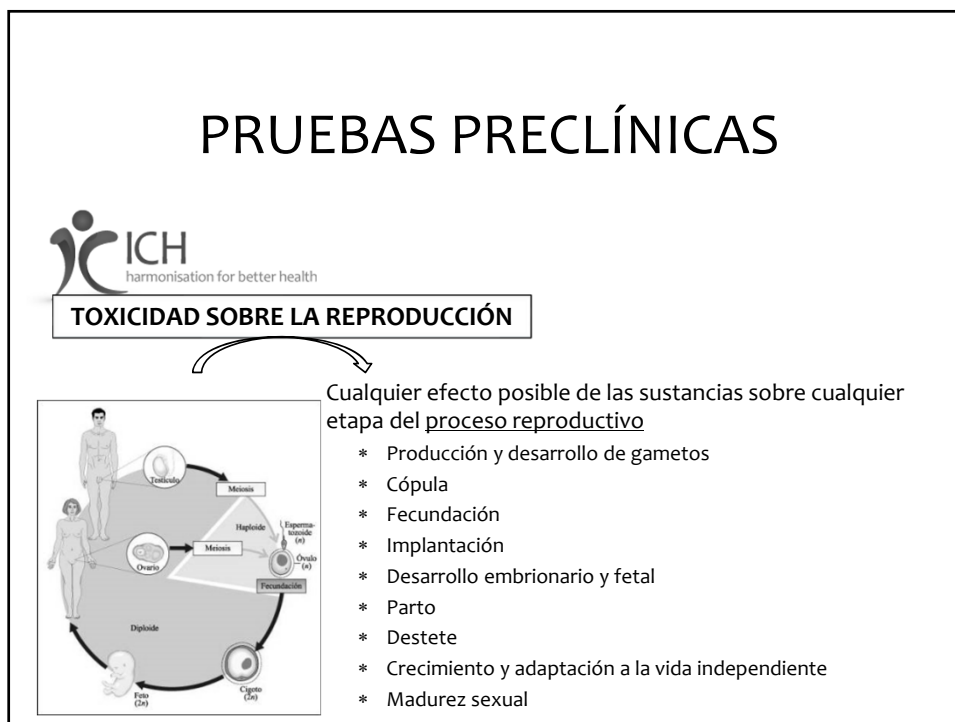 PRUEBAS PRECLÍNICAS
ICH
harmonisation for better health
TOXICIDAD SOBRE LA REPRODUCCIÓN
Cualquier efecto posible de las sustancias sobre cualquier
etapa del proceso reproductivo
* Producción y desarrollo de gametos
* Cópula
* Fecundación
* Implantación
* Desarrollo embrionario y fetal
* Parto
* Destete
* Crecimiento y adaptación a la vida independiente
* Madurez sexual
Testículo
Meiosis
Haploide
Esperma-
tozoide
(n)
Ovario
Meiosis
Óvulo
(n)
Fecundación
Diploide
Cigoto
(2n)
Feto
(2n)